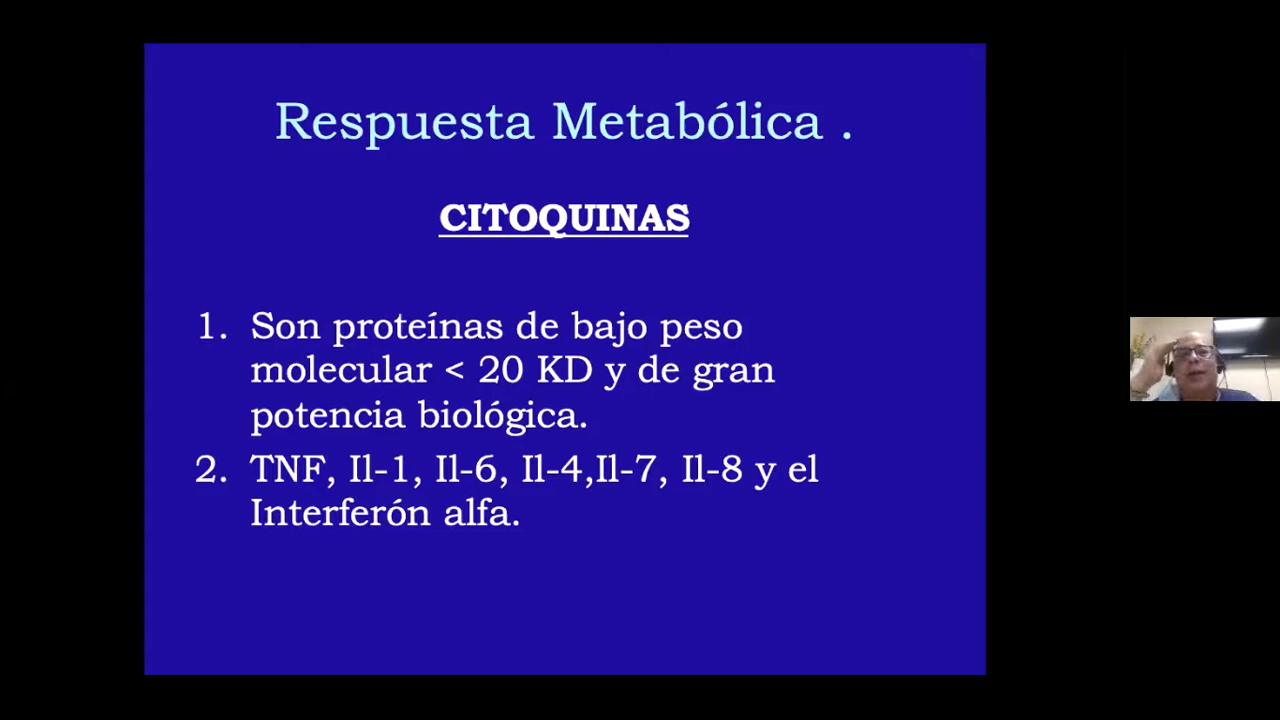 Respuesta Metabólica .
CITOQUINAS
1. Son proteínas de bajo peso
molecular < 20 KD y de gran
potencia biológica.
2. TNF, Il-1, Il-6, Il-4,Il-7, Il-8 y el
Interferón alfa.